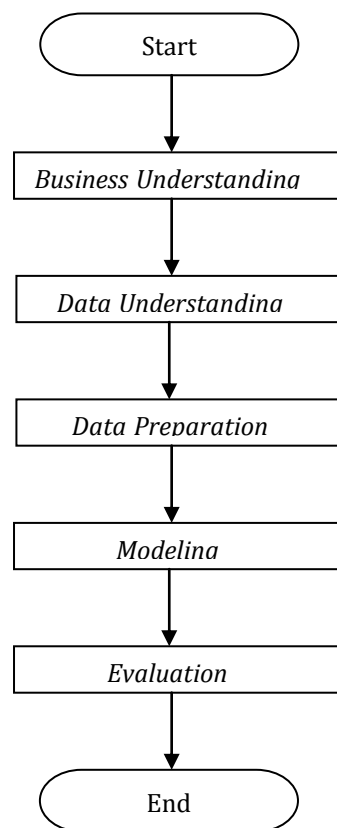 Start
Business Understanding
Data Understanding
Data Preparation
Modeling
Evaluation
End